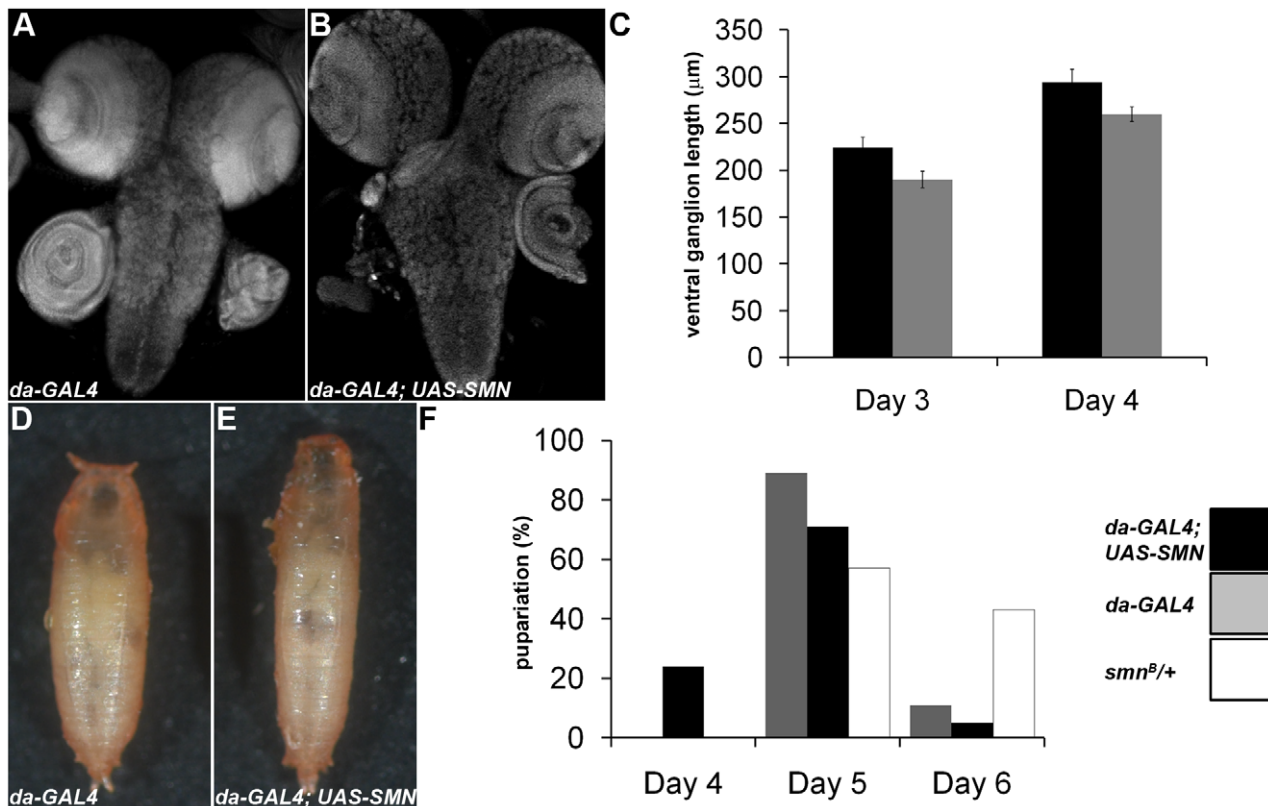 A
da-GAL4
B
da-GAL4; UAS-SMN
C
ventral ganglion length (μm)
350
300
250
200
150
100
50
0
Day 3
Day 4
D
da-GAL4
E
da-GAL4; UAS-SMN
F
pupariation (%)
100
80
60
40
20
0
Day 4
Day 5
Day 6
da-GAL4;
UAS-SMN
da-GAL4
smnᴮ/+